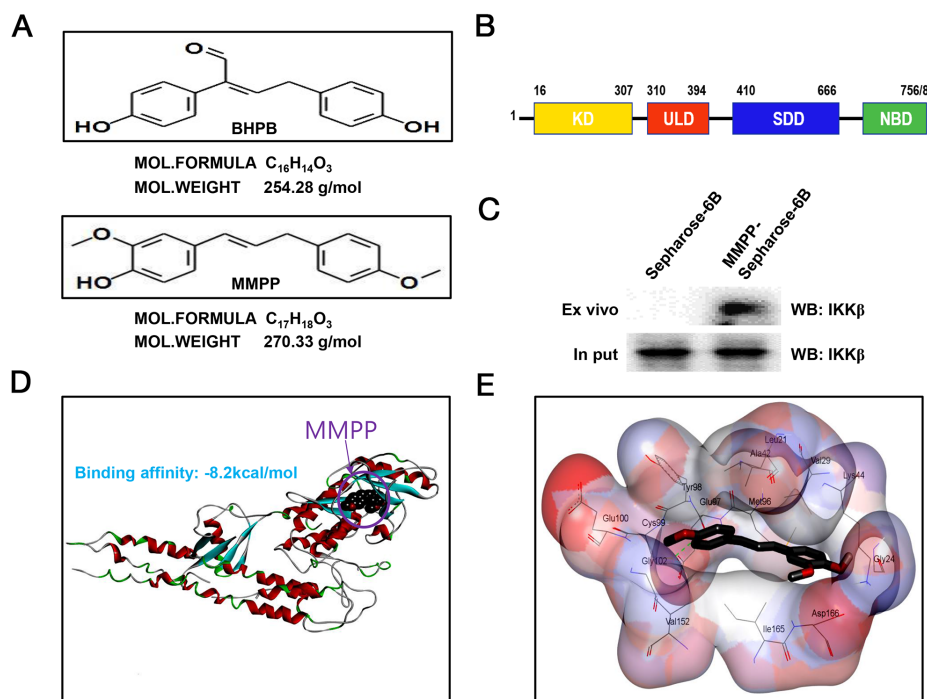 A
O
HO
OH
BHPB
MOL.FORMULA C₁₆H₁₄O₃
MOL.WEIGHT 254.28 g/mol
O
HO
O
MMPP
MOL.FORMULA C₁₇H₁₈O₃
MOL.WEIGHT 270.33 g/mol
B
16 307 310 394 410 666 756/8
1 KD ULD SDD NBD
C
Sepharose-6B
MMPP-
Sepharose-6B
Ex vivo WB: IKKβ
In put WB: IKKβ
D
MMPP
Binding affinity: -8.2kcal/mol
E
Leu21
Ala42
Val29
Lys44
Tyr98
Glu97
Met96
Glu100
Cys99
Gly102
Gly24
Val152
Ile165
Asp166